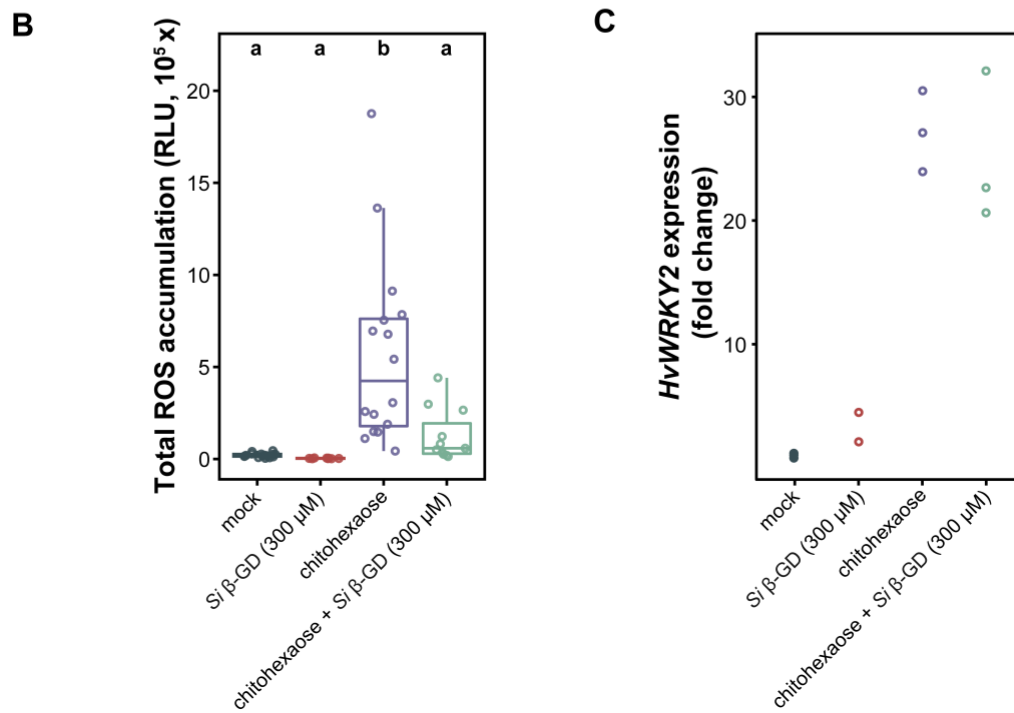 B
Total ROS accumulation (RLU, 10⁵ x)
a a b a
20
15
10
5
0
mock
Si β-GD (300 μM)
chitohexaose
chitohexaose + Si β-GD (300 μM)
C
HvWRKY2 expression
(fold change)
30
20
10
mock
Si β-GD (300 μM)
chitohexaose
chitohexaose + Si β-GD (300 μM)